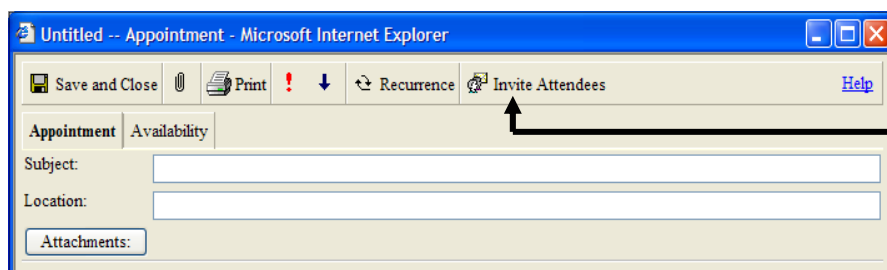 Untitled -- Appointment - Microsoft Internet Explorer
Save and Close Print ! Recurrence Invite Attendees Help
Appointment Availability
Subject:
Location:
Attachments: